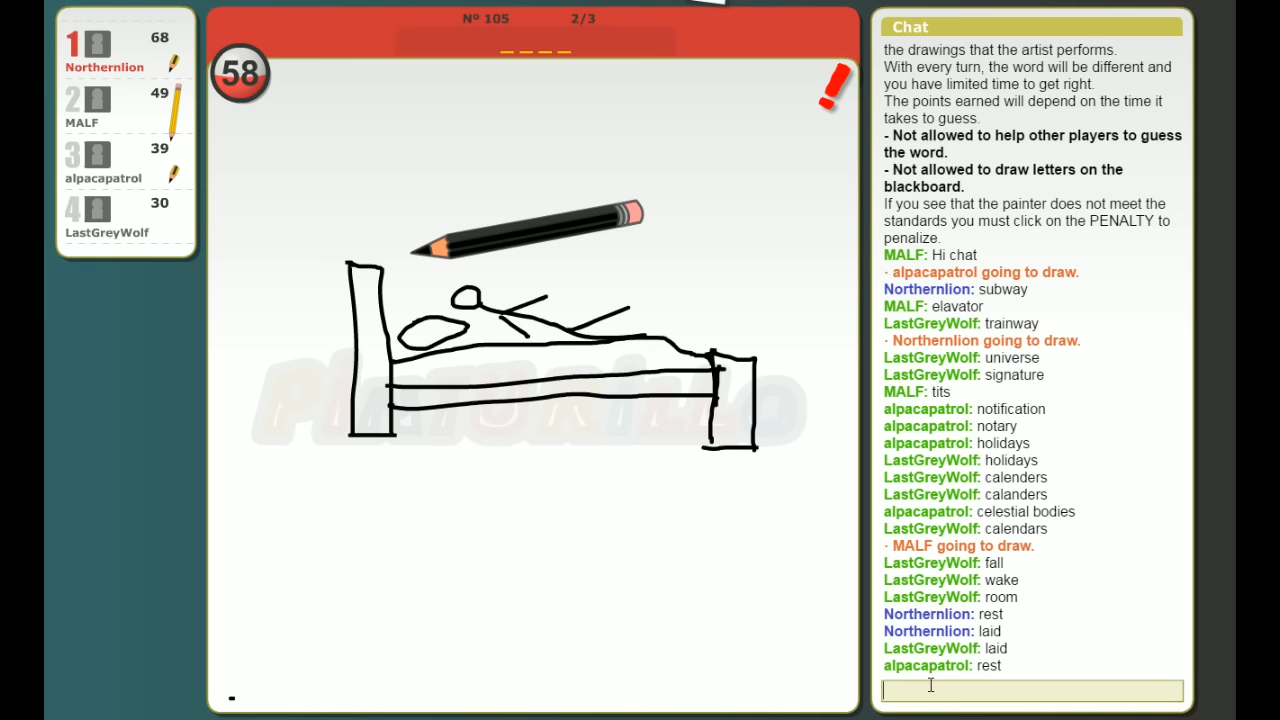 Nº 105 2/3
_ _ _ _
58
1 68
Northernlion
2 49
MALF
3 39
alpacapatrol
4 30
LastGreyWolf
PINTURILLO
Chat
the drawings that the artist performs.
With every turn, the word will be different and
you have limited time to get right.
The points earned will depend on the time it
takes to guess.
- Not allowed to help other players to guess
the word.
- Not allowed to draw letters on the
blackboard.
If you see that the painter does not meet the
standards you must click on the PENALTY to
penalize.
MALF: Hi chat
· alpacapatrol going to draw.
Northernlion: subway
MALF: elavator
LastGreyWolf: trainway
· Northernlion going to draw.
LastGreyWolf: universe
LastGreyWolf: signature
MALF: tits
alpacapatrol: notification
alpacapatrol: notary
alpacapatrol: holidays
LastGreyWolf: holidays
LastGreyWolf: calenders
LastGreyWolf: calanders
alpacapatrol: celestial bodies
LastGreyWolf: calendars
· MALF going to draw.
LastGreyWolf: fall
LastGreyWolf: wake
LastGreyWolf: room
Northernlion: rest
Northernlion: laid
LastGreyWolf: laid
alpacapatrol: rest